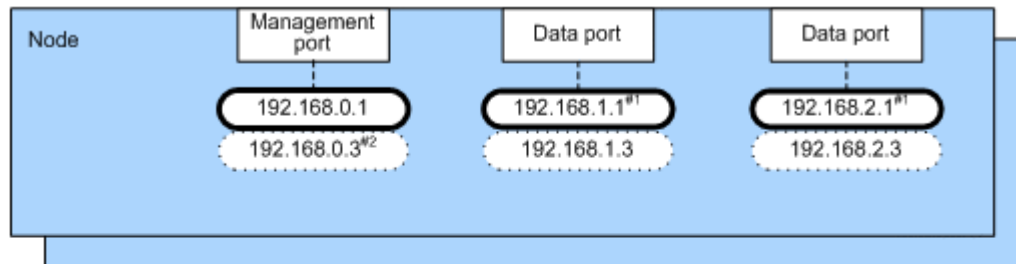 Node
Management
port
Data port
Data port
192.168.0.1
192.168.1.1#1
192.168.2.1#1
192.168.0.3#2
192.168.1.3
192.168.2.3